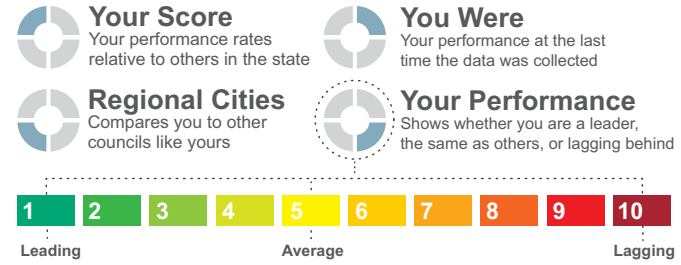 Your Score
Your performance rates
relative to others in the state
You Were
Your performance at the last
time the data was collected
Regional Cities
Compares you to other
councils like yours
Your Performance
Shows whether you are a leader,
the same as others, or lagging behind
1 2 3 4 5 6 7 8 9 10
Leading Average Lagging